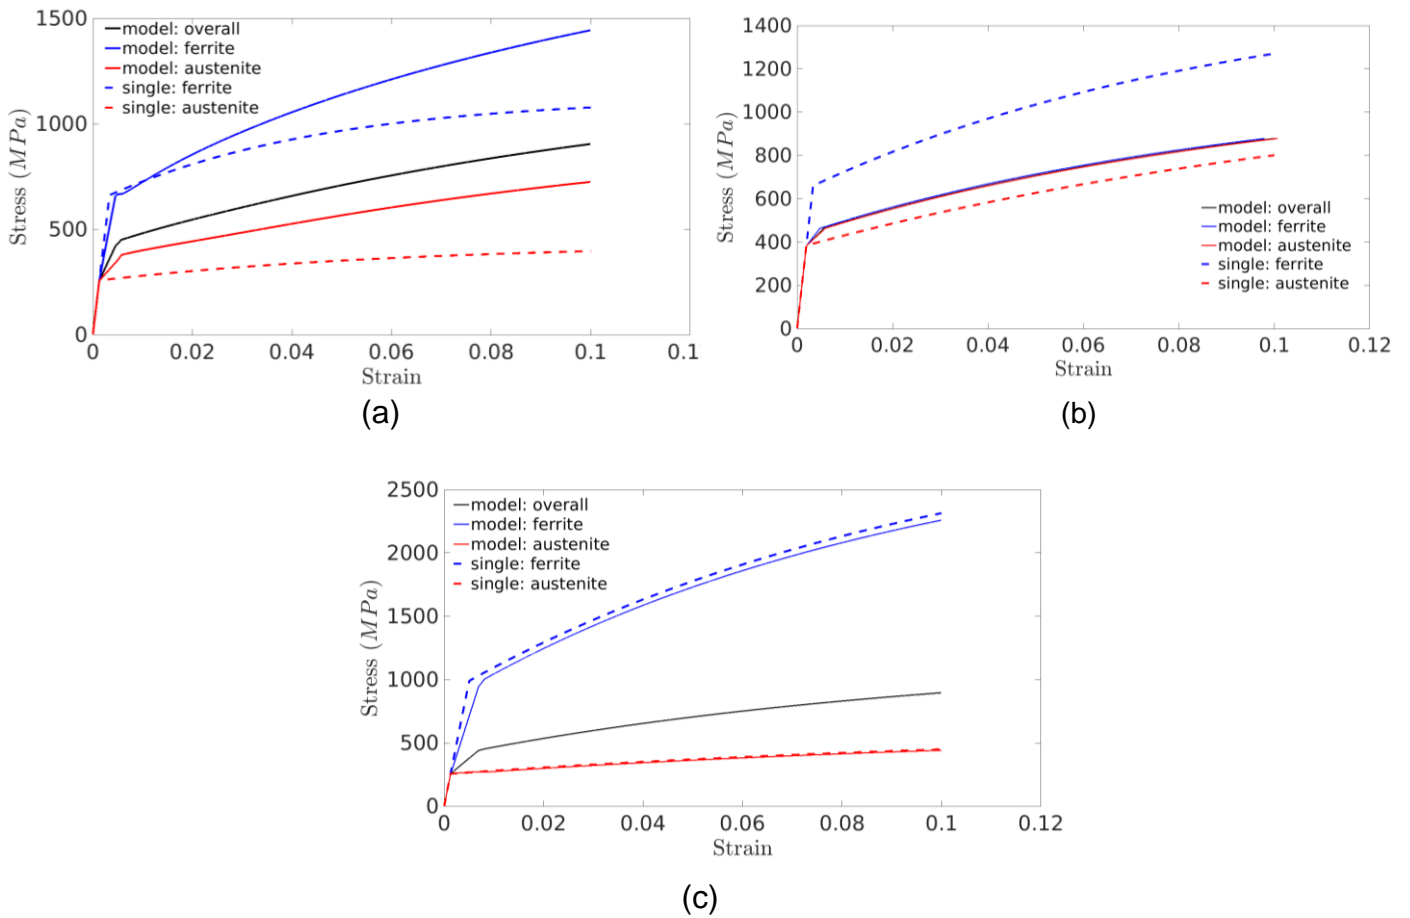 1500
1000
500
0
Stress (MPa)
model: overall
model: ferrite
model: austenite
single: ferrite
single: austenite
0 0.02 0.04 0.06 0.08 0.1 0.1
Strain
(a)
1400
1200
1000
800
600
400
200
0
Stress (MPa)
model: overall
model: ferrite
model: austenite
single: ferrite
single: austenite
0 0.02 0.04 0.06 0.08 0.1 0.12
Strain
(b)
2500
2000
1500
1000
500
0
Stress (MPa)
model: overall
model: ferrite
model: austenite
single: ferrite
single: austenite
0 0.02 0.04 0.06 0.08 0.1 0.12
Strain
(c)